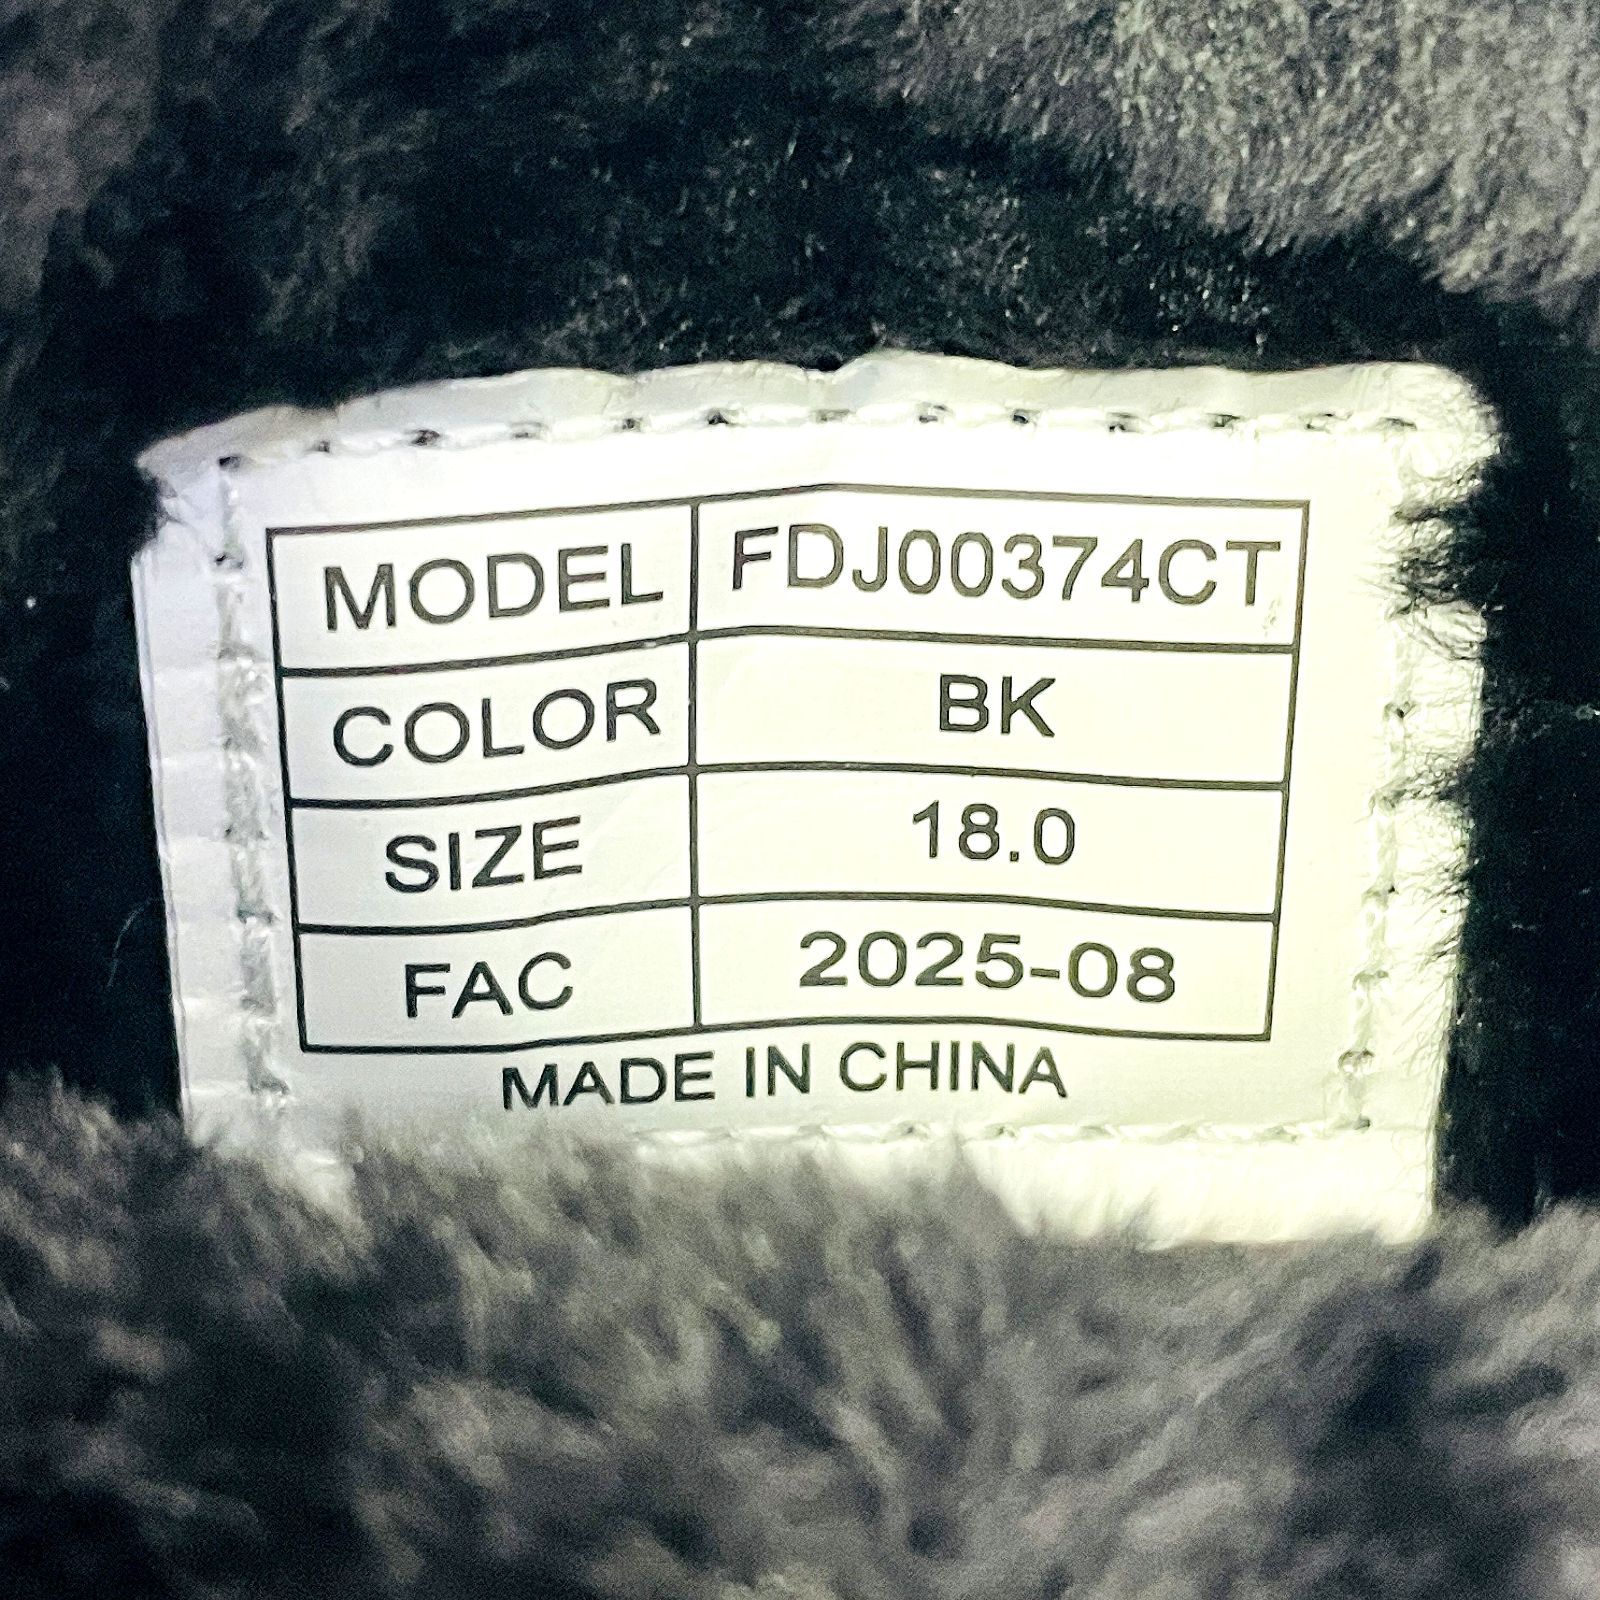 MODEL FDJ00374CT
COLOR BK
SIZE 18.0
FAC 2025-08
MADE IN CHINA